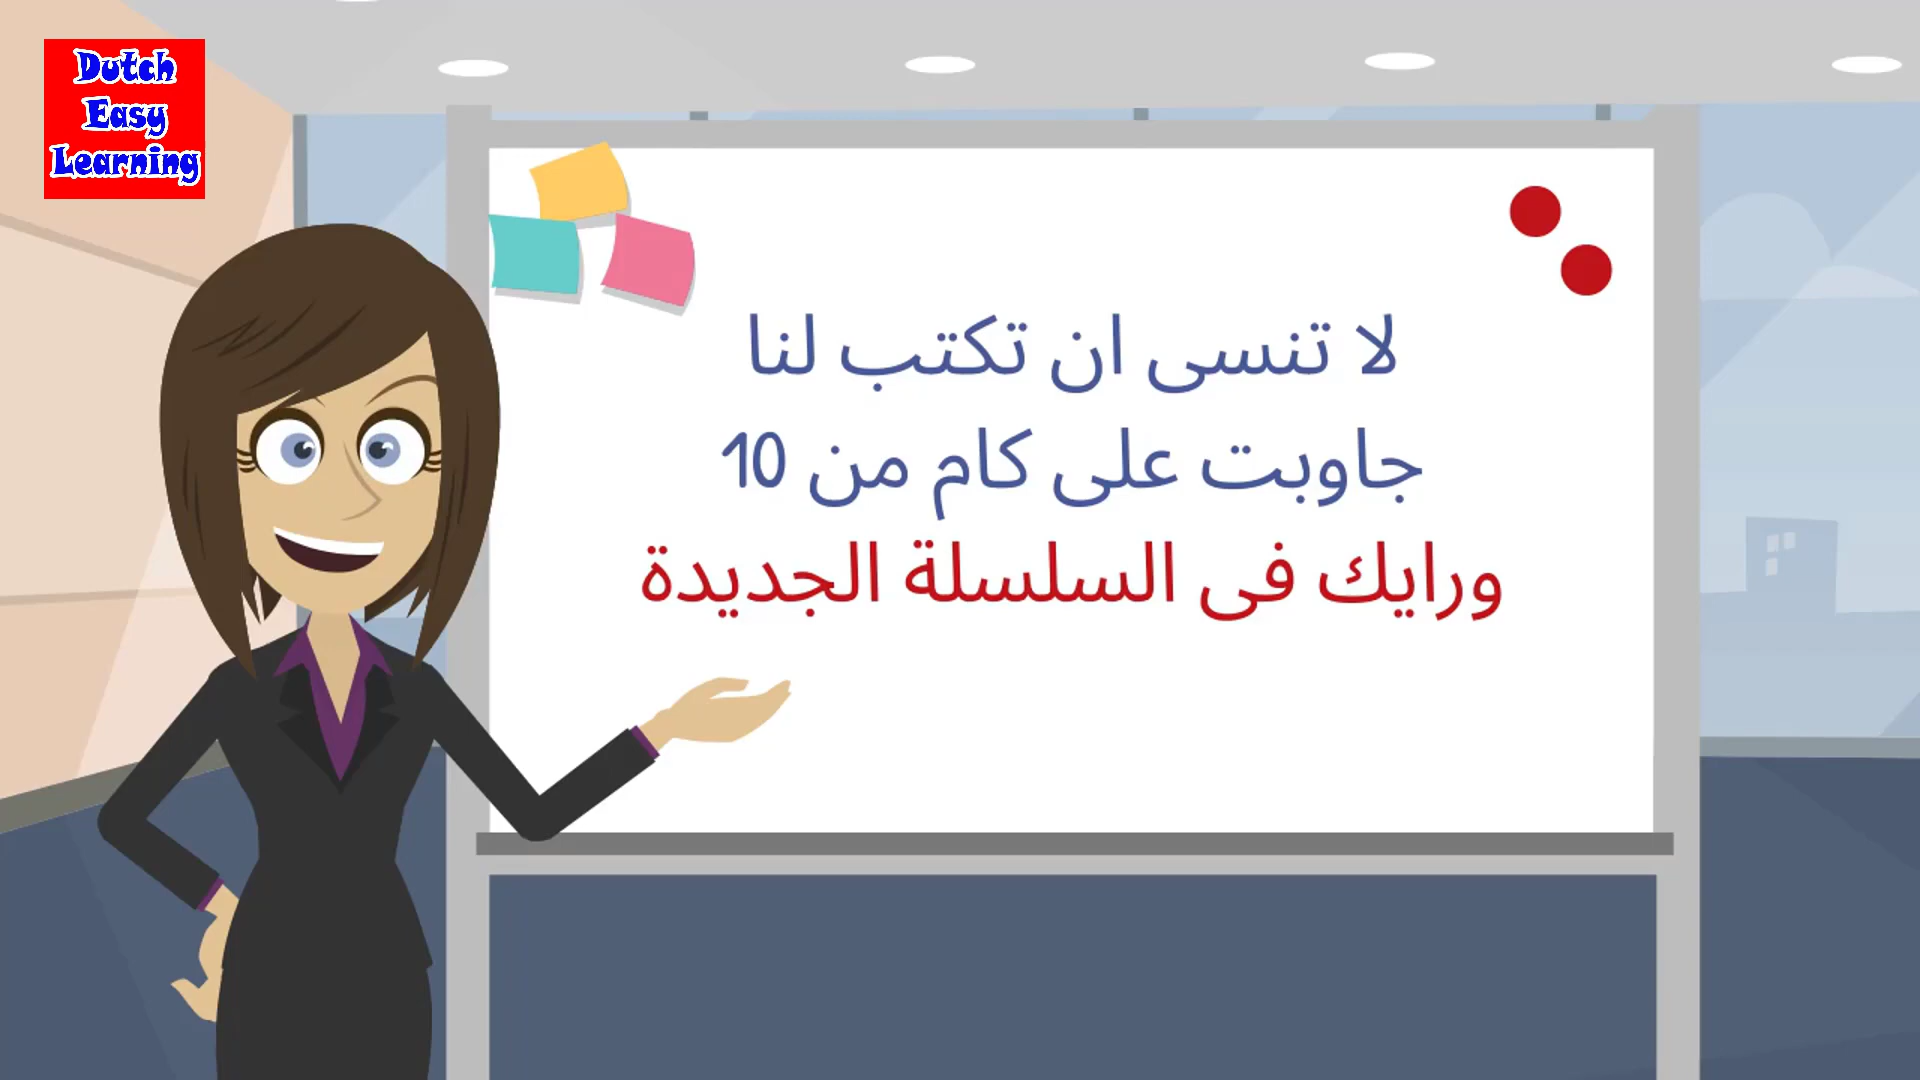 Dutch
Easy
Learning
لا تنسى ان تكتب لنا
جاوبت على كام من 10
ورايك فى السلسلة الجديدة